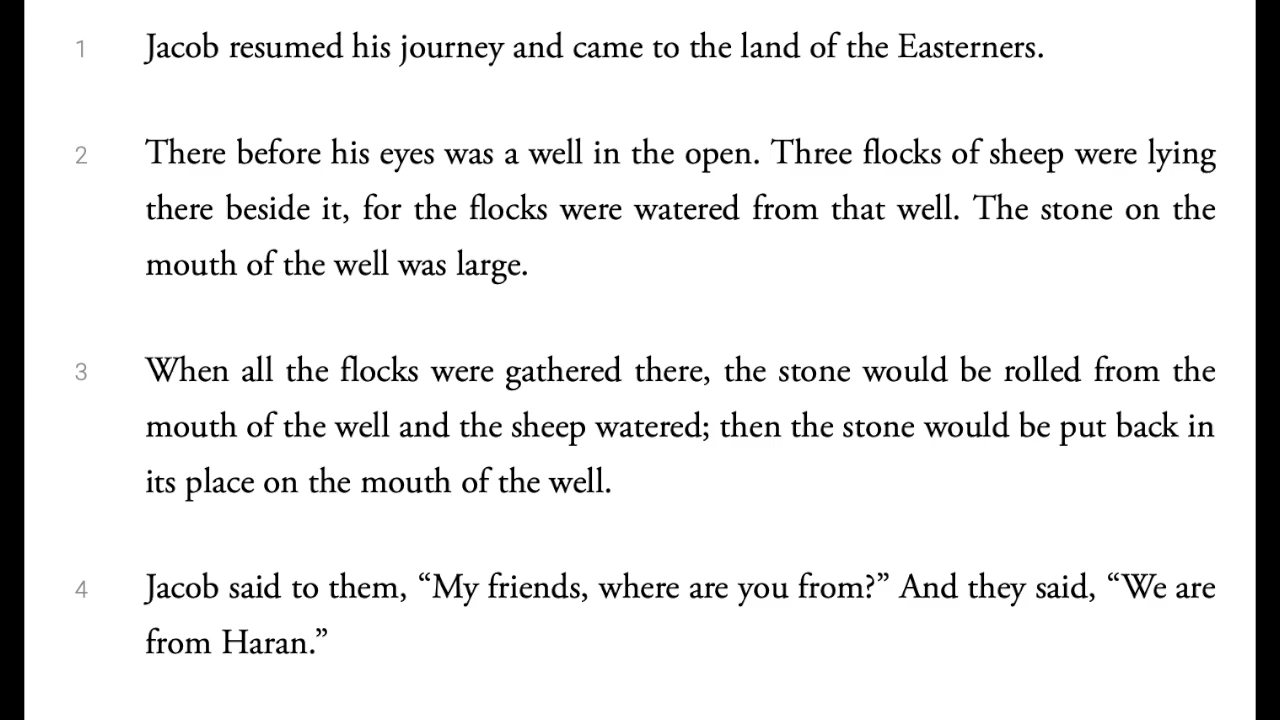 1 Jacob resumed his journey and came to the land of the Easterners.
2 There before his eyes was a well in the open. Three flocks of sheep were lying
there beside it, for the flocks were watered from that well. The stone on the
mouth of the well was large.
3 When all the flocks were gathered there, the stone would be rolled from the
mouth of the well and the sheep watered; then the stone would be put back in
its place on the mouth of the well.
4 Jacob said to them, “My friends, where are you from?” And they said, “We are
from Haran.”